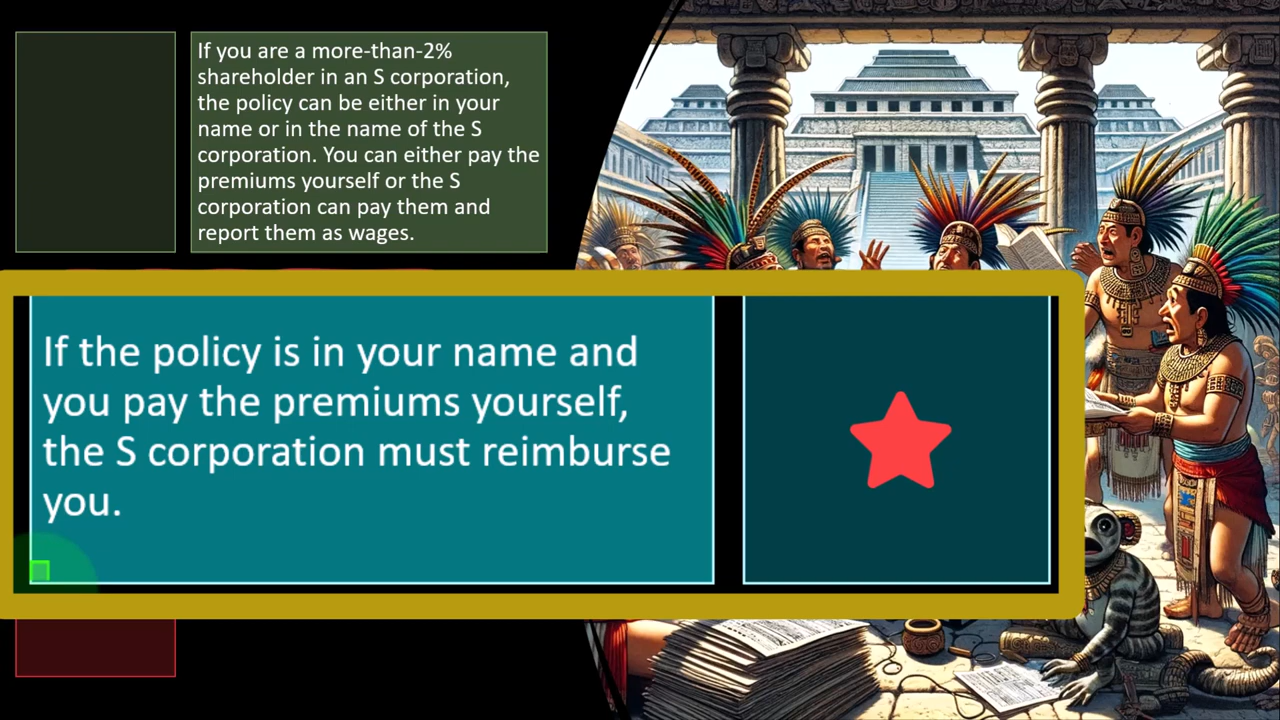 If you are a more-than-2%
shareholder in an S corporation,
the policy can be either in your
name or in the name of the S
corporation. You can either pay the
premiums yourself or the S
corporation can pay them and
report them as wages.
If the policy is in your name and
you pay the premiums yourself,
the S corporation must reimburse
you.